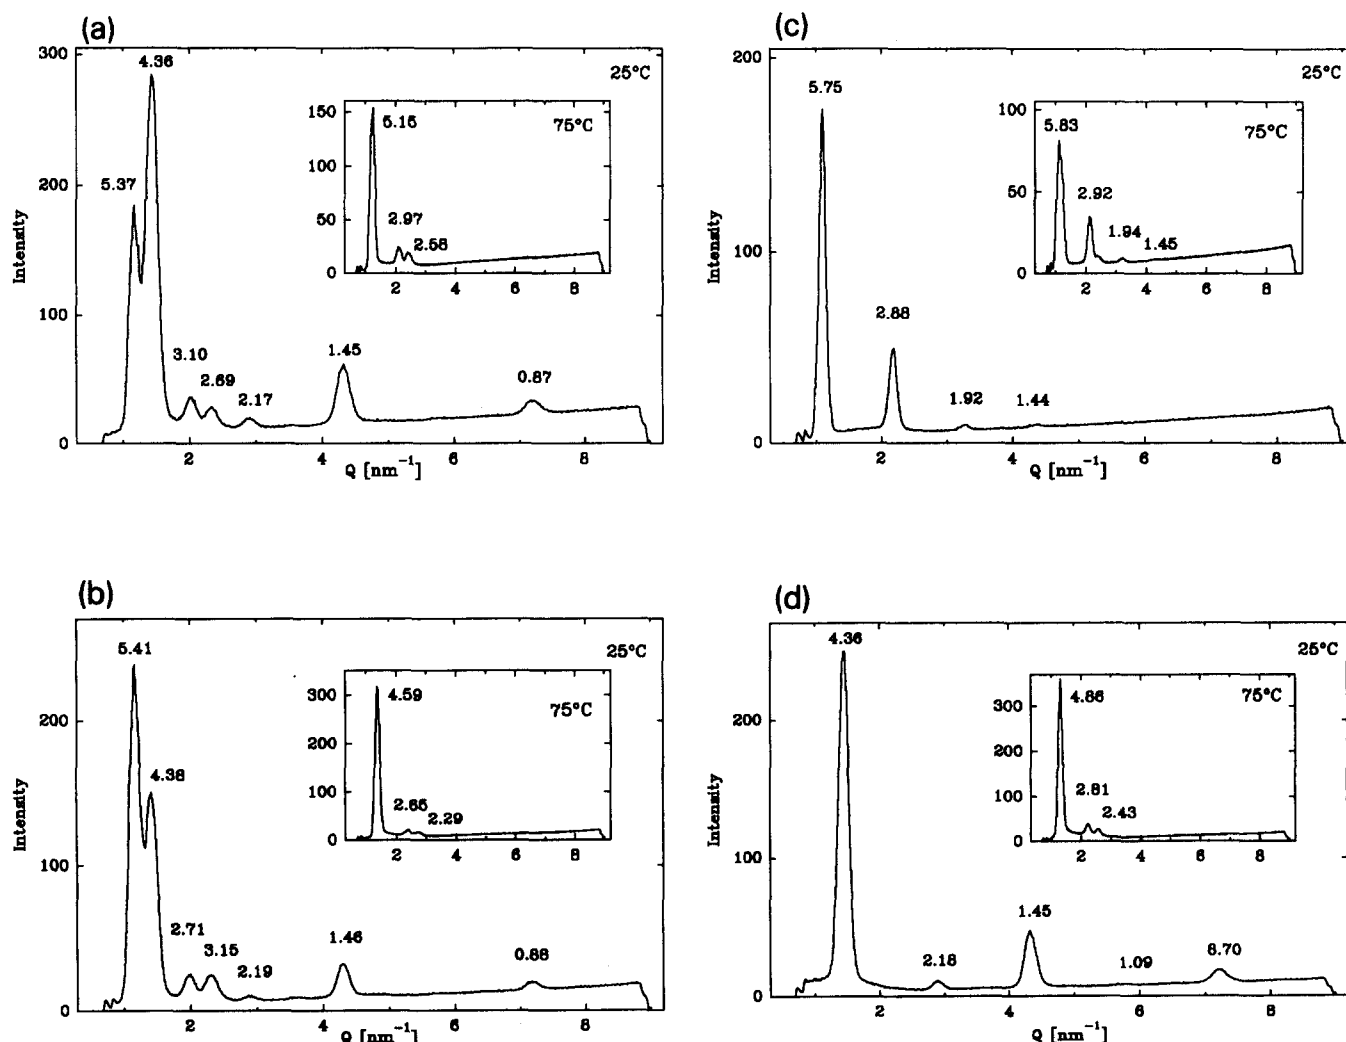 (a)
300
200
100
0
Intensity
25°C
4.36
5.37
3.10
2.69
2.17
1.45
0.87
2 4 6 8
Q [nm⁻¹]
150
100
50
0
75°C
5.15
2.97
2.58
2 4 6 8
(c)
200
100
0
Intensity
25°C
5.75
2.88
1.92
1.44
2 4 6 8
Q [nm⁻¹]
100
50
0
75°C
5.83
2.92
1.94
1.45
2 4 6 8
(b)
200
100
0
Intensity
25°C
5.41
4.38
2.71
3.15
2.19
1.46
0.88
2 4 6 8
Q [nm⁻¹]
300
200
100
0
75°C
4.59
2.65
2.29
2 4 6 8
(d)
200
100
0
Intensity
25°C
4.36
2.18
1.45
1.09
8.70
2 4 6 8
Q [nm⁻¹]
300
200
100
0
75°C
4.86
2.81
2.43
2 4 6 8